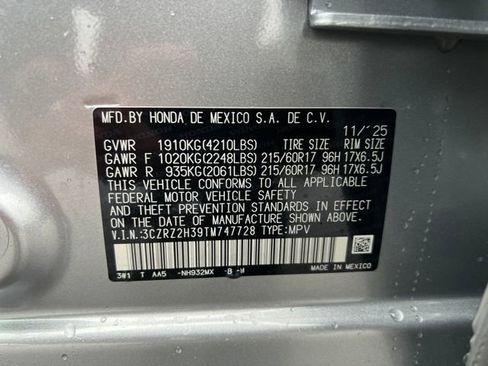 MFD.BY HONDA DE MEXICO S.A. DE C.V.
11/'25
GVWR 1910KG(4210LBS) TIRE SIZE RIM SIZE
GAWR F 1020KG(2248LBS) 215/60R17 96H 17X6.5J
GAWR R 935KG(2061LBS) 215/60R17 96H 17X6.5J
THIS VEHICLE CONFORMS TO ALL APPLICABLE
FEDERAL MOTOR VEHICLE SAFETY AND THEFT
PREVENTION STANDARDS IN EFFECT ON THE
DATE OF MANUFACTURE SHOWN ABOVE.
V.I.N.:3CZRZ2H39TM747728 TYPE:MPV
3#1 T AA5 -NH932MX -B -W MADE IN MEXICO